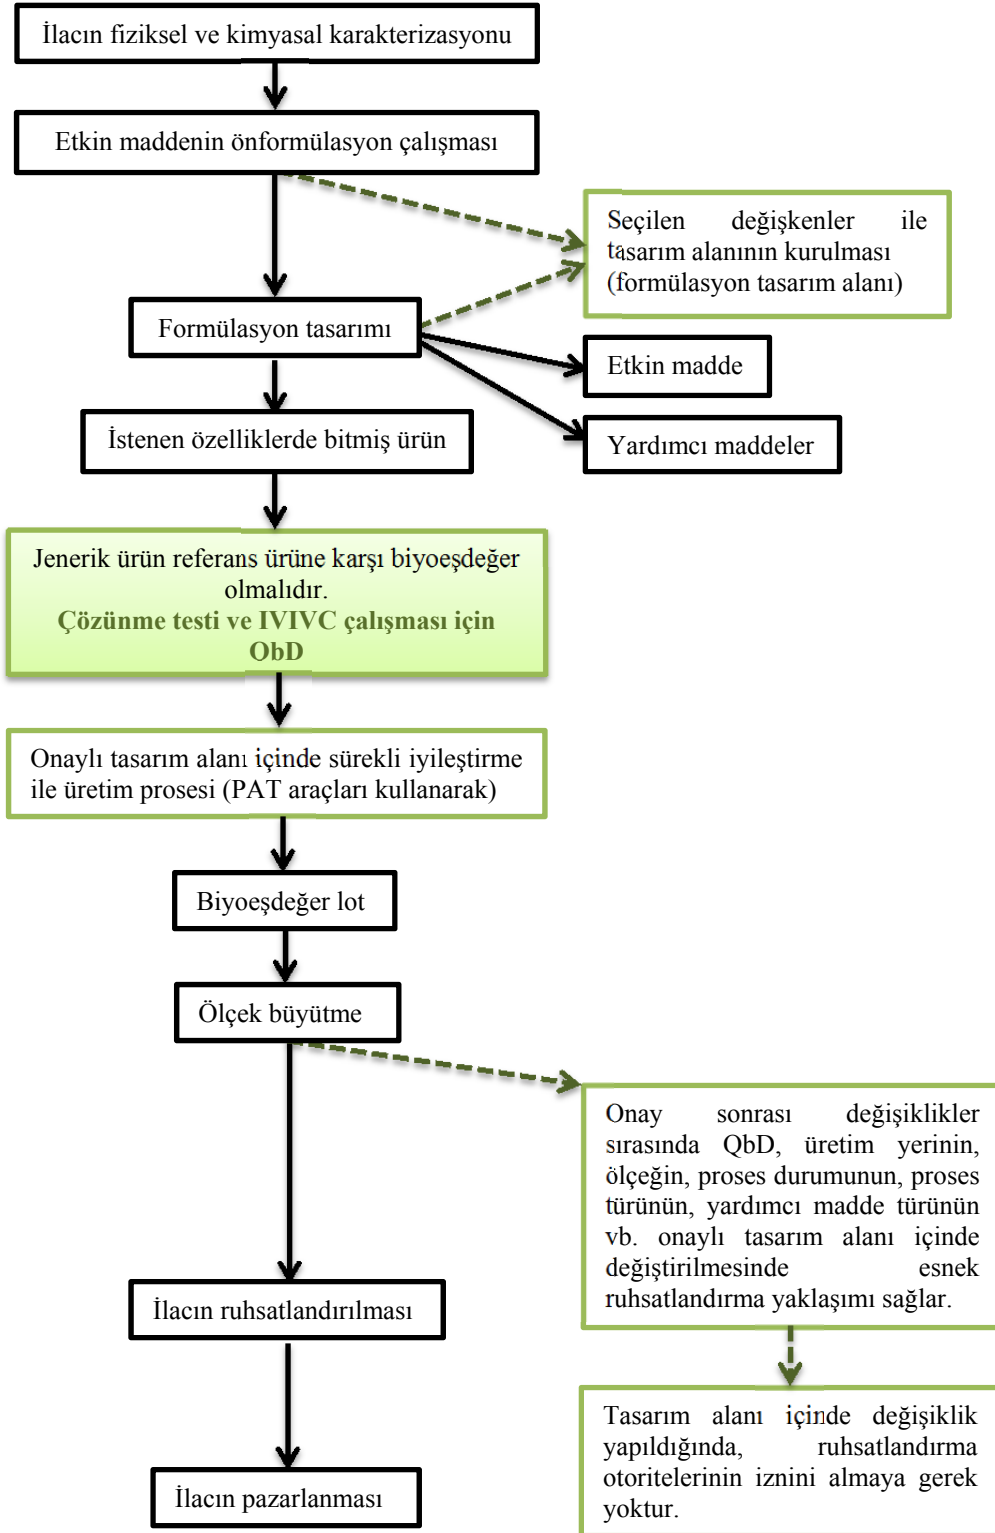 İlacın fiziksel ve kimyasal karakterizasyonu
Etkin maddenin önformülasyon çalışması
Seçilen değişkenler ile
tasarım alanının kurulması
(formülasyon tasarım alanı)
Formülasyon tasarımı
Etkin madde
İstenen özelliklerde bitmiş ürün
Yardımcı maddeler
Jenerik ürün referans ürüne karşı biyoeşdeğer
olmalıdır.
Çözünme testi ve IVIVC çalışması için
ObD
Onaylı tasarım alanı içinde sürekli iyileştirme
ile üretim prosesi (PAT araçları kullanarak)
Biyoeşdeğer lot
Ölçek büyütme
Onay sonrası değişiklikler
sırasında QbD, üretim yerinin,
ölçeğin, proses durumunun, proses
türünün, yardımcı madde türünün
vb. onaylı tasarım alanı içinde
değiştirilmesinde esnek
ruhsatlandırma yaklaşımı sağlar.
İlacın ruhsatlandırılması
Tasarım alanı içinde değişiklik
yapıldığında, ruhsatlandırma
otoritelerinin iznini almaya gerek
yoktur.
İlacın pazarlanması